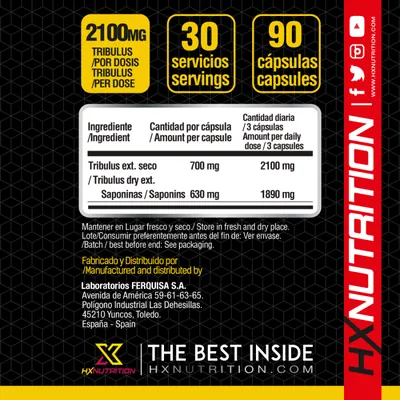 2100MG
TRIBULUS
/POR DOSIS
TRIBULUS
/PER DOSE
30
servicios
servings
90
cápsulas
capsules
Ingrediente
/Ingredient
Cantidad por cápsula
/ Amount per capsule
Cantidad diaria
/ 3 cápsulas
Amount per daily
dose / 3 capsules
Tribulus ext. seco 700 mg 2100 mg
/ Tribulus dry ext.
Saponinas / Saponins 630 mg 1890 mg
Mantener en Lugar fresco y seco / Store in fresh and dry place.
Lote/Consumir preferentemente antes del fin de: Ver envase.
/Batch / best before end: See packaging.
Fabricado y Distribuido por
/Manufactured and distributed by
Laboratorios FERQUISA S.A.
Avenida de América 59-61-63-65.
Polígono Industrial Las Dehesillas.
45210 Yuncos, Toledo.
España - Spain
HXNUTRITION
THE BEST INSIDE
HXNUTRITION.COM
HXNUTRITION
WWW.HXNUTRITION.COM